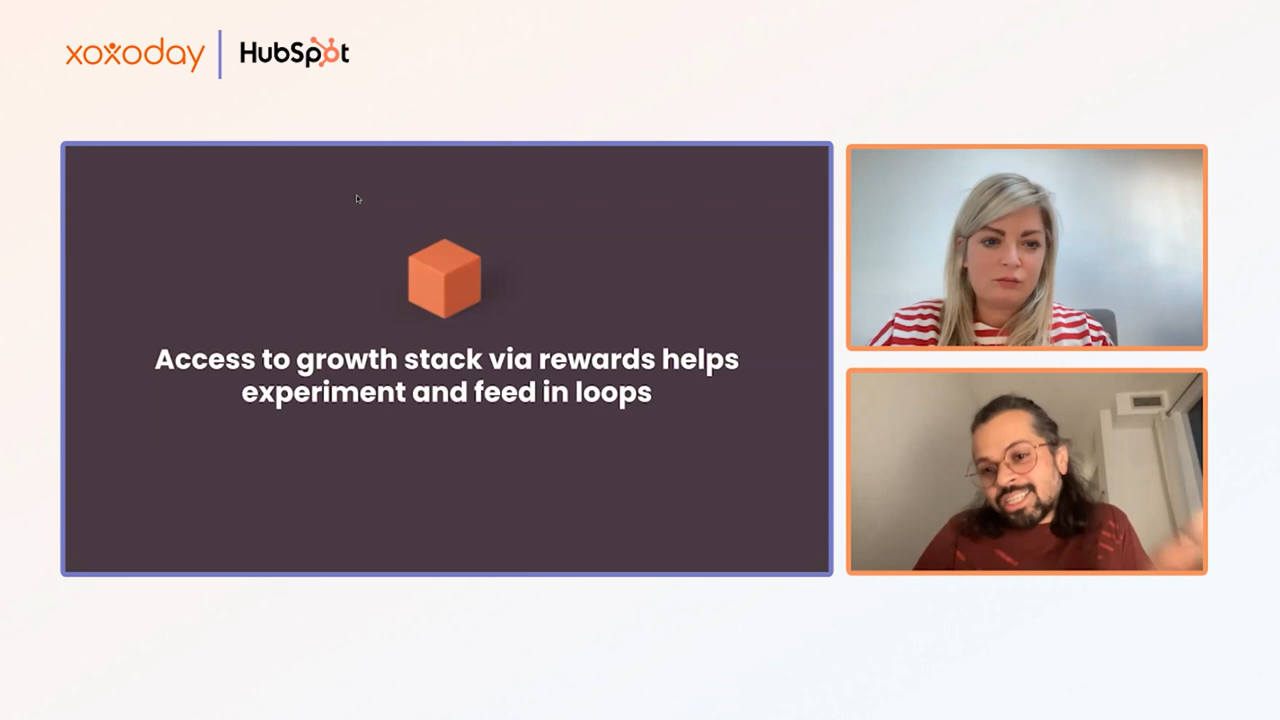 xoxoday
HubSpot
Access to growth stack via rewards helps
experiment and feed in loops